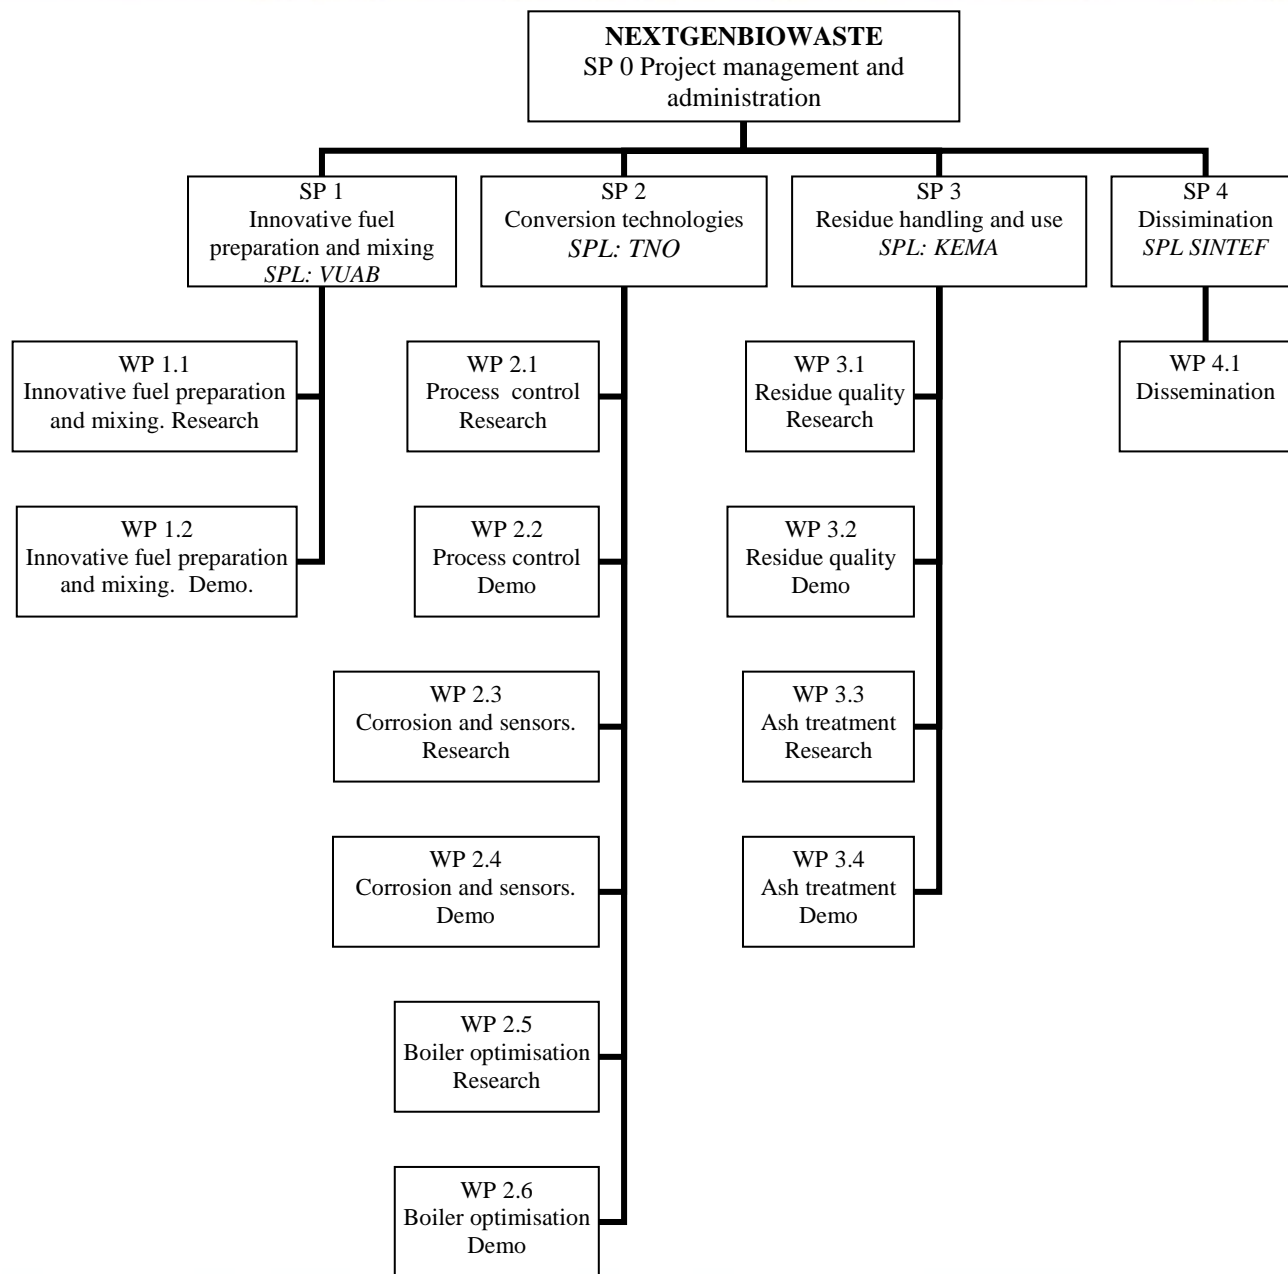 NEXTGENBIOWASTE
SP 0 Project management and
administration
SP 1
Innovative fuel
preparation and mixing
SPL: VUAB
SP 2
Conversion technologies
SPL: TNO
SP 3
Residue handling and use
SPL: KEMA
SP 4
Dissimination
SPL SINTEF
WP 1.1
Innovative fuel preparation
and mixing. Research
WP 2.1
Process control
Research
WP 3.1
Residue quality
Research
WP 4.1
Dissemination
WP 1.2
Innovative fuel preparation
and mixing. Demo.
WP 2.2
Process control
Demo
WP 3.2
Residue quality
Demo
WP 2.3
Corrosion and sensors.
Research
WP 3.3
Ash treatment
Research
WP 2.4
Corrosion and sensors.
Demo
WP 3.4
Ash treatment
Demo
WP 2.5
Boiler optimisation
Research
WP 2.6
Boiler optimisation
Demo